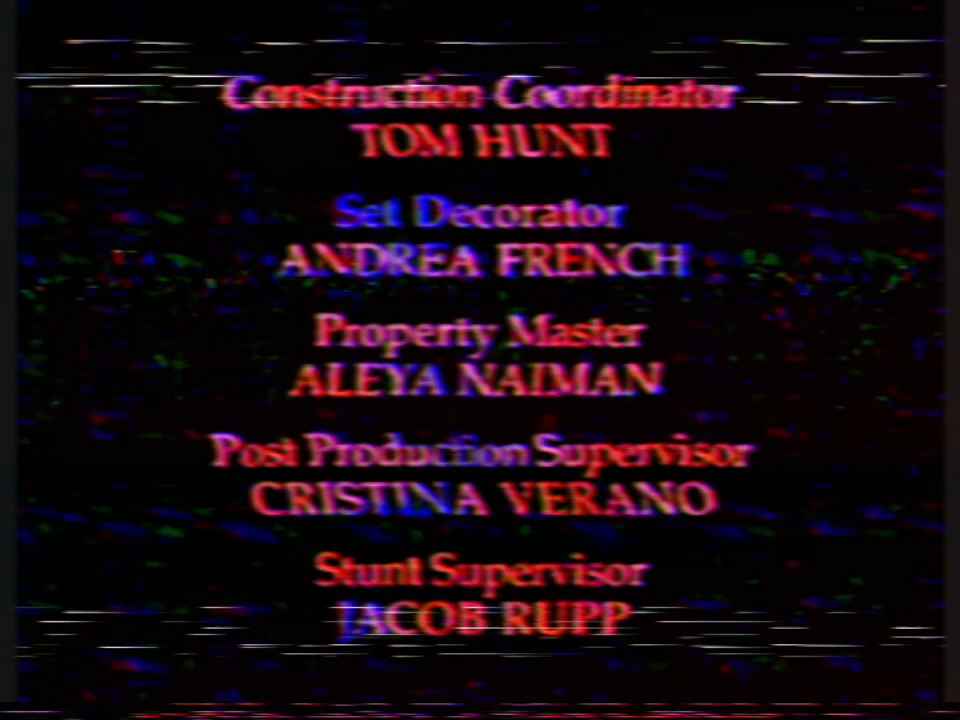 Construction Coordinator
TOM HUNT
Set Decorator
ANDREA FRENCH
Property Master
ALEYA NAIMAN
Post Production Supervisor
CRISTINA VERANO
Stunt Supervisor
JACOB RUPP